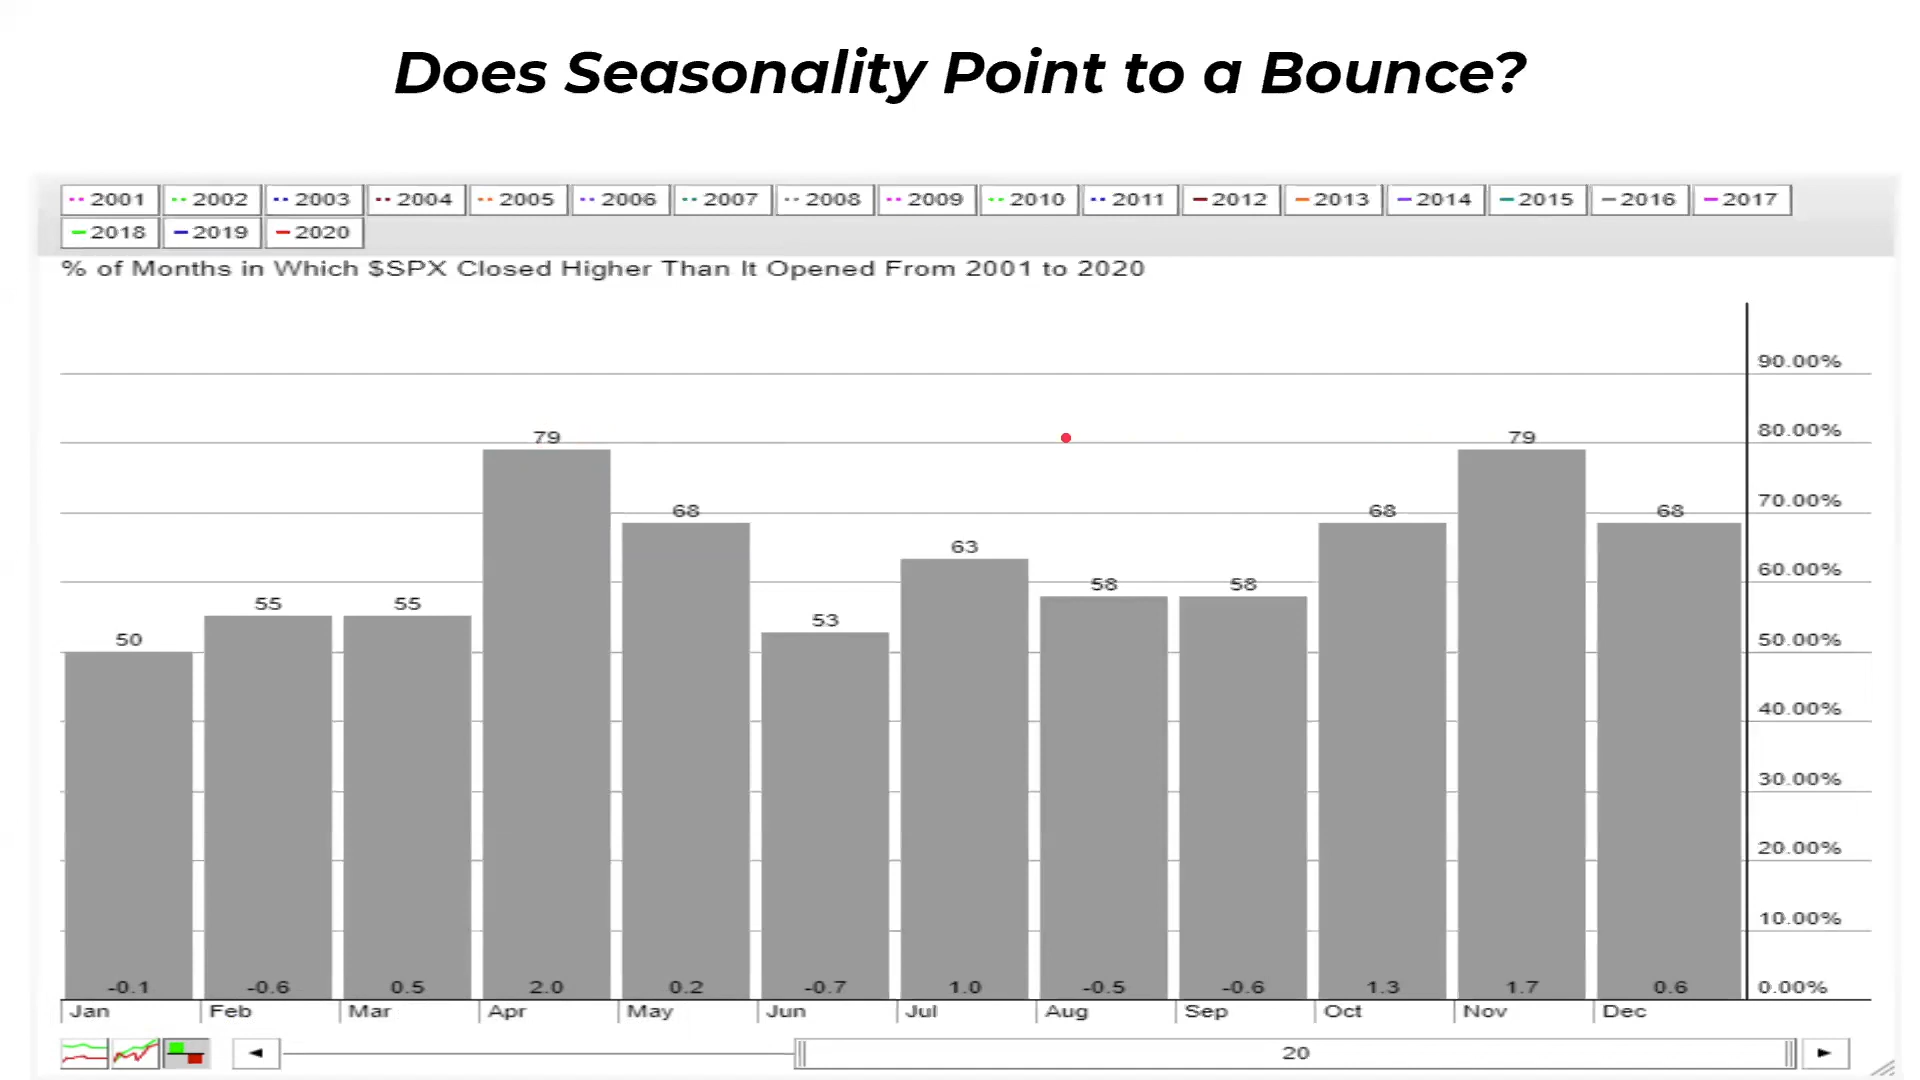 Does Seasonality Point to a Bounce?
2001 2002 2003 2004 2005 2006 2007 2008 2009 2010 2011 2012 2013 2014 2015 2016 2017
2018 2019 2020
% of Months in Which $SPX Closed Higher Than It Opened From 2001 to 2020
90.00%
79 79 80.00%
68 68 68 70.00%
63
58 58 60.00%
55 55
53
50 50.00%
40.00%
30.00%
20.00%
10.00%
-0.1 -0.6 0.5 2.0 0.2 -0.7 1.0 -0.5 -0.6 1.3 1.7 0.6 0.00%
Jan Feb Mar Apr May Jun Jul Aug Sep Oct Nov Dec
20